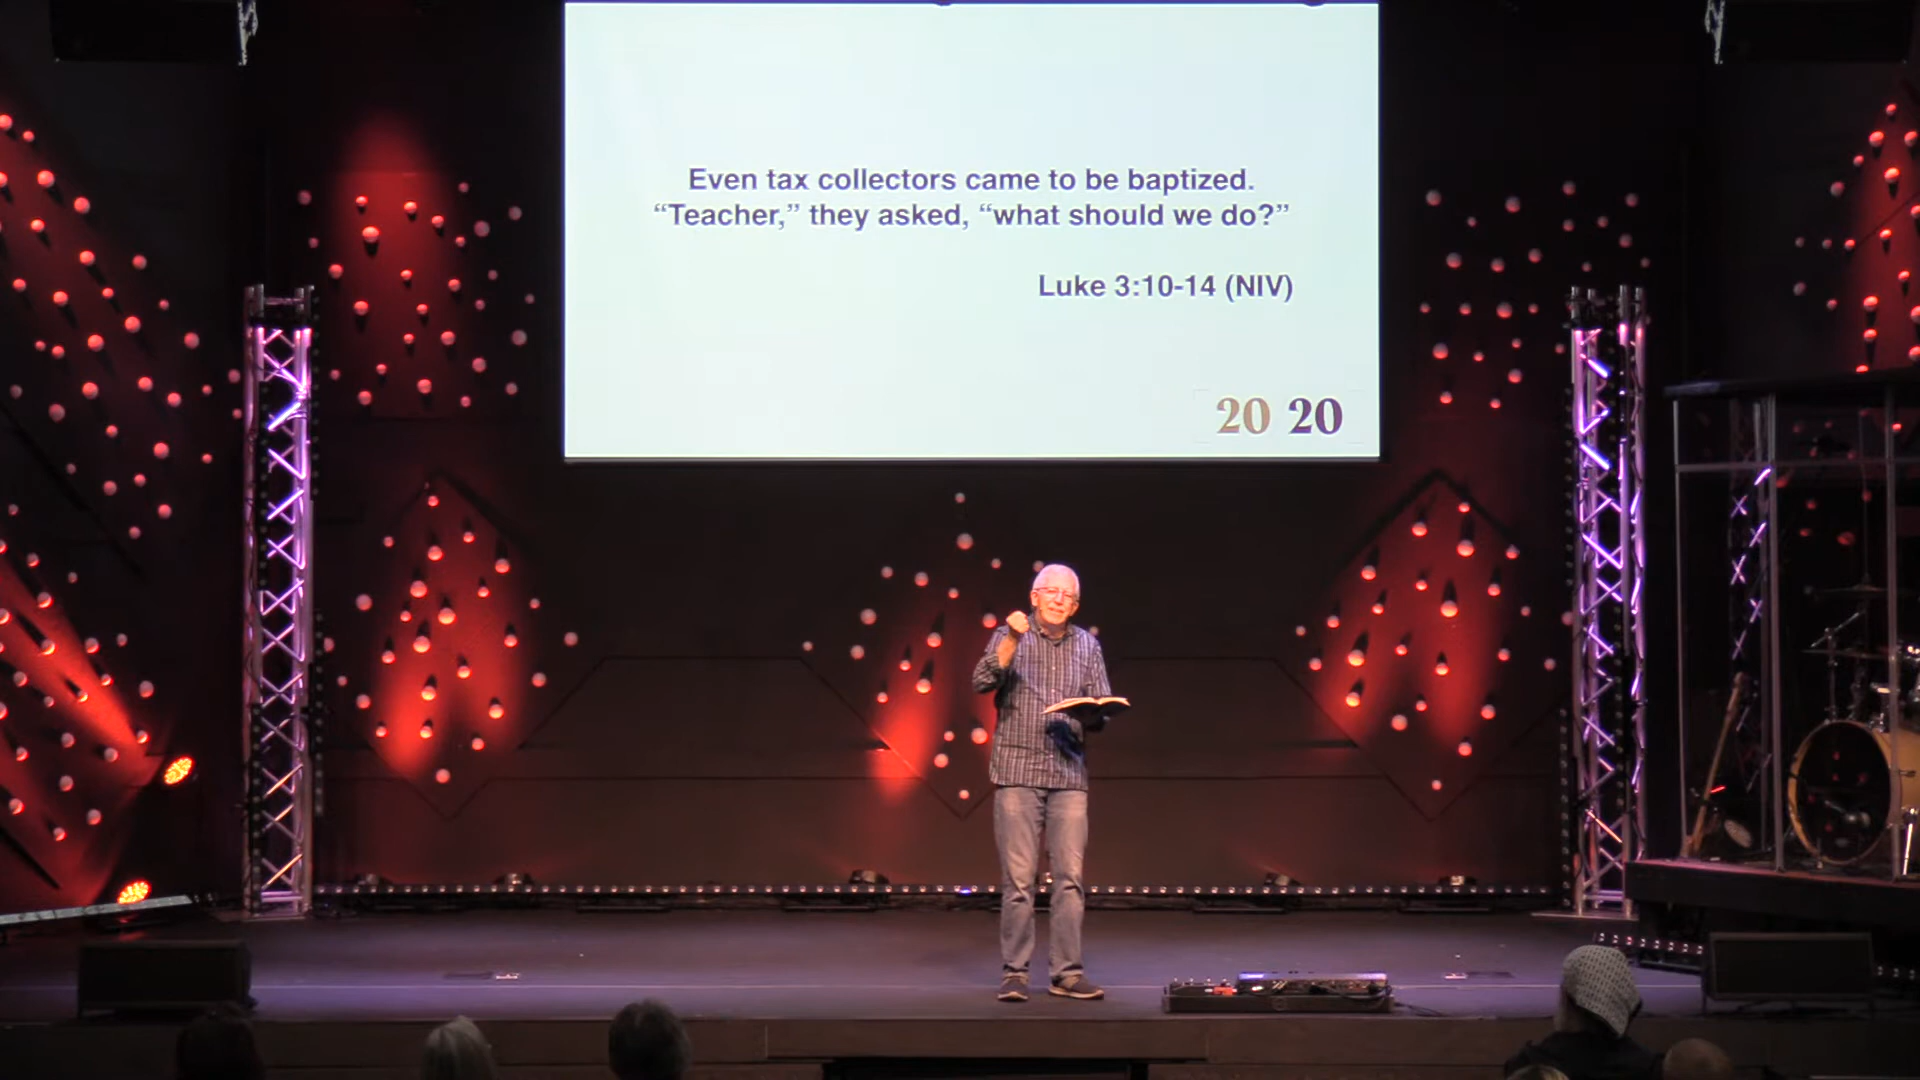 Even tax collectors came to be baptized.
“Teacher,” they asked, “what should we do?”
Luke 3:10-14 (NIV)
20 20